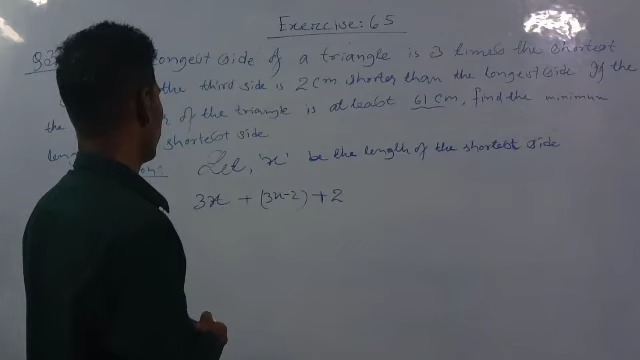 Exercise: 65
Longest side of a triangle is 3 times the shortest
the third side is 2 cm shorter than the longest side. If the
of the triangle is at least 61 cm, find the minimum
shortest side
Let, 'x' be the length of the shortest side
3x + (3x-2) + 2